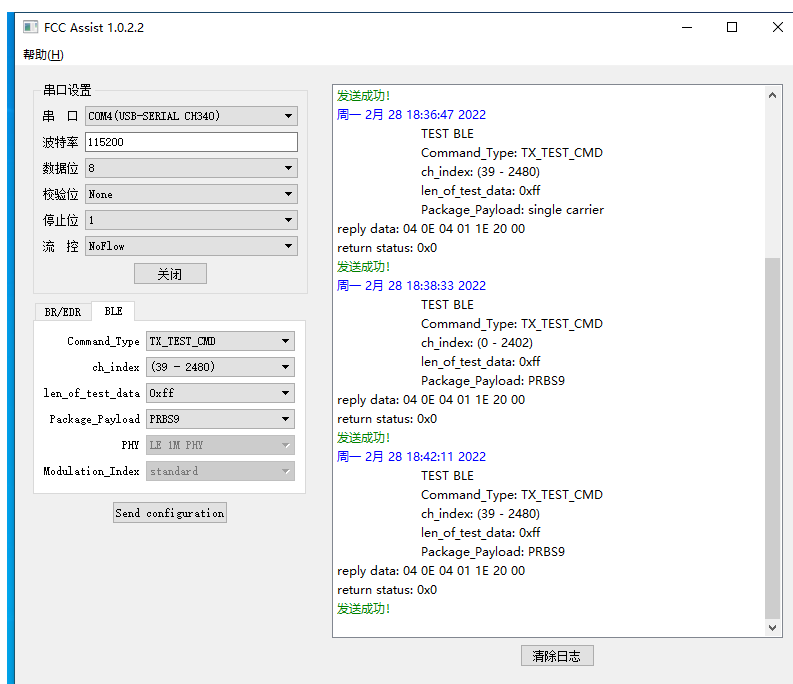 FCC Assist 1.0.2.2
帮助(H)
串口设置
串 口 COM4(USB-SERIAL CH340)
波特率 115200
数据位 8
校验位 None
停止位 1
流 控 NoFlow
关闭
BR/EDR BLE
Command_Type TX_TEST_CMD
ch_index (39 - 2480)
len_of_test_data 0xff
Package_Payload PRBS9
PHY LE 1M PHY
Modulation_Index standard
Send configuration
发送成功!
周一 2月 28 18:36:47 2022
TEST BLE
Command_Type: TX_TEST_CMD
ch_index: (39 - 2480)
len_of_test_data: 0xff
Package_Payload: single carrier
reply data: 04 0E 04 01 1E 20 00
return status: 0x0
发送成功!
周一 2月 28 18:38:33 2022
TEST BLE
Command_Type: TX_TEST_CMD
ch_index: (0 - 2402)
len_of_test_data: 0xff
Package_Payload: PRBS9
reply data: 04 0E 04 01 1E 20 00
return status: 0x0
发送成功!
周一 2月 28 18:42:11 2022
TEST BLE
Command_Type: TX_TEST_CMD
ch_index: (39 - 2480)
len_of_test_data: 0xff
Package_Payload: PRBS9
reply data: 04 0E 04 01 1E 20 00
return status: 0x0
发送成功!
清除日志